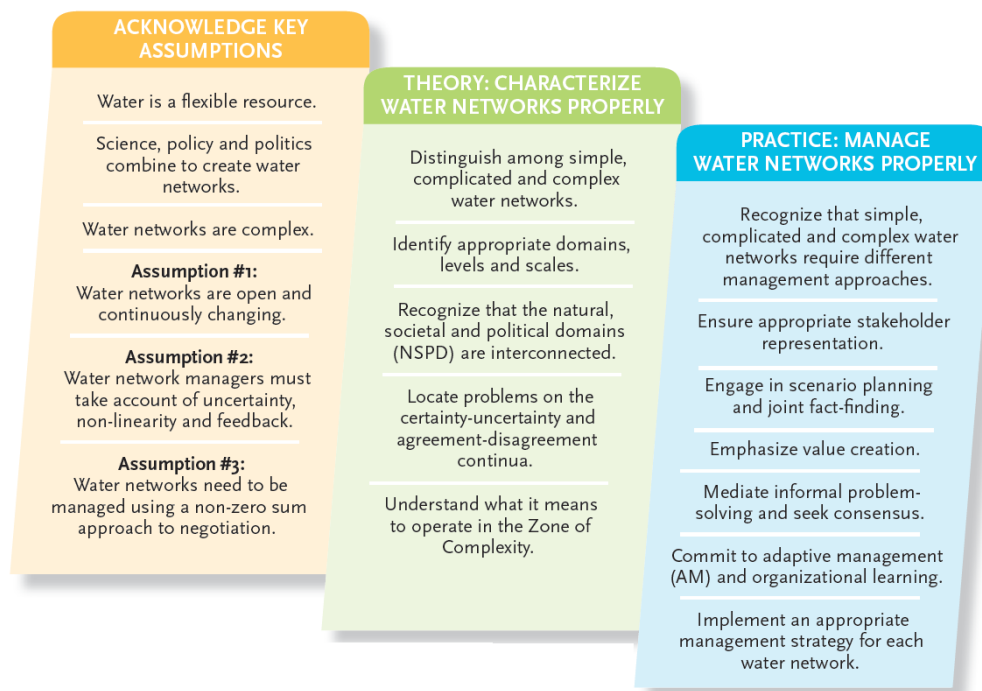 ACKNOWLEDGE KEY
ASSUMPTIONS
Water is a flexible resource.
Science, policy and politics
combine to create water
networks.
Water networks are complex.
Assumption #1:
Water networks are open and
continuously changing.
Assumption #2:
Water network managers must
take account of uncertainty,
non-linearity and feedback.
Assumption #3:
Water networks need to be
managed using a non-zero sum
approach to negotiation.
THEORY: CHARACTERIZE
WATER NETWORKS PROPERLY
Distinguish among simple,
complicated and complex
water networks.
Identify appropriate domains,
levels and scales.
Recognize that the natural,
societal and political domains
(NSPD) are interconnected.
Locate problems on the
certainty-uncertainty and
agreement-disagreement
continua.
Understand what it means
to operate in the Zone of
Complexity.
PRACTICE: MANAGE
WATER NETWORKS PROPERLY
Recognize that simple,
complicated and complex water
networks require different
management approaches.
Ensure appropriate stakeholder
representation.
Engage in scenario planning
and joint fact-finding.
Emphasize value creation.
Mediate informal problem-
solving and seek consensus.
Commit to adaptive management
(AM) and organizational learning.
Implement an appropriate
management strategy for each
water network.